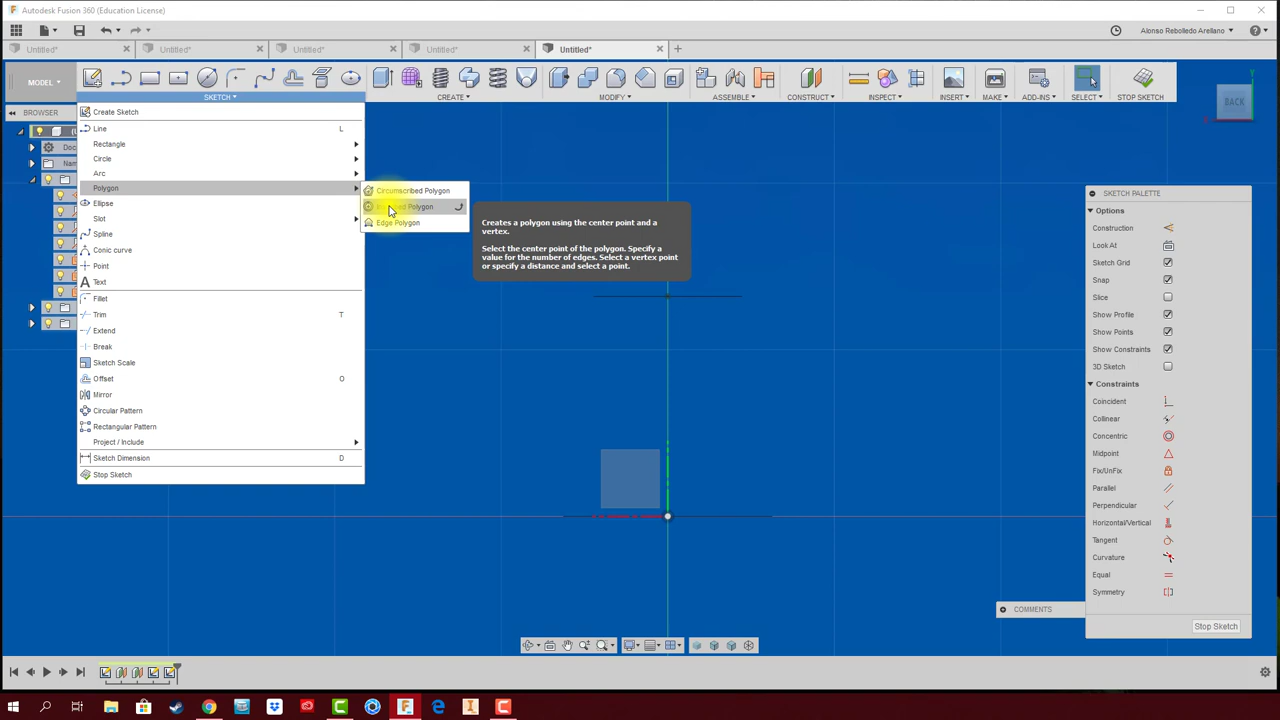 Autodesk Fusion 360 (Education License)
Alonso Rebolledo Arellano
Untitled*
Untitled*
Untitled*
Untitled*
Untitled*
MODEL
SKETCH
CREATE
MODIFY
ASSEMBLE
CONSTRUCT
INSPECT
INSERT
MAKE
ADD-INS
SELECT
STOP SKETCH
BROWSER
BACK
Create Sketch
Line L
Rectangle
Circle
Arc
Polygon
Ellipse
Slot
Spline
Conic curve
Point
Text
Fillet
Trim T
Extend
Break
Sketch Scale
Offset O
Mirror
Circular Pattern
Rectangular Pattern
Project / Include
Sketch Dimension D
Stop Sketch
Circumscribed Polygon
Polygon
Edge Polygon
Creates a polygon using the center point and a
vertex.
Select the center point of the polygon. Specify a
value for the number of edges. Select a vertex point
or specify a distance and select a point.
SKETCH PALETTE
Options
Construction
Look At
Sketch Grid
Snap
Slice
Show Profile
Show Points
Show Constraints
3D Sketch
Constraints
Coincident
Collinear
Concentric
Midpoint
Fix/UnFix
Parallel
Perpendicular
Horizontal/Vertical
Tangent
Curvature
Equal
Symmetry
Stop Sketch
COMMENTS